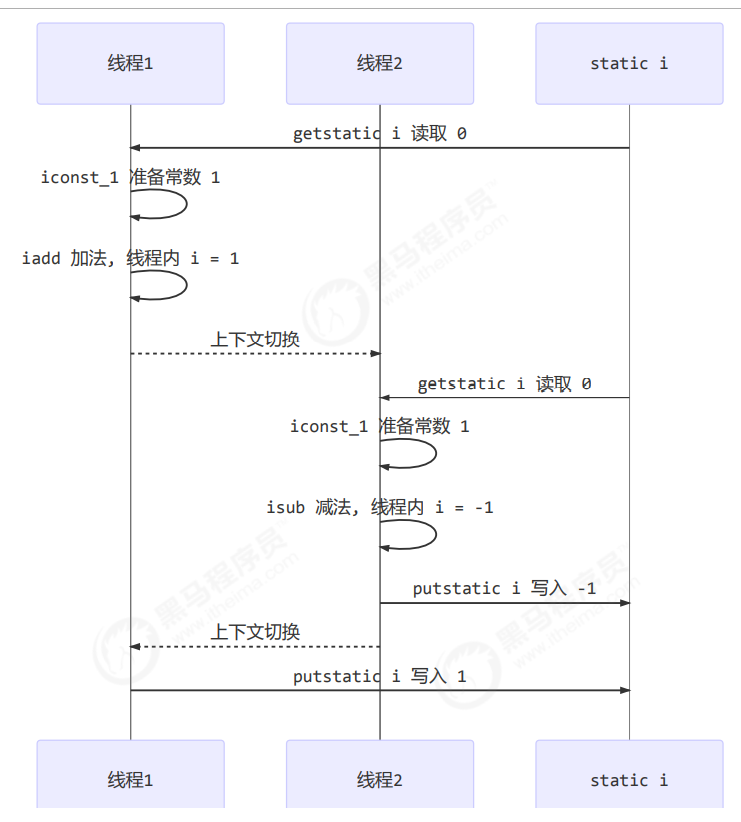 线程1 线程2 static i
getstatic i 读取 0
iconst_1 准备常数 1
iadd 加法, 线程内 i = 1
上下文切换
getstatic i 读取 0
iconst_1 准备常数 1
isub 减法, 线程内 i = -1
putstatic i 写入 -1
上下文切换
putstatic i 写入 1
线程1 线程2 static i
黑马程序员
www.itheima.com
黑马程序员
www.itheima.com
黑马程序员
www.itheima.com